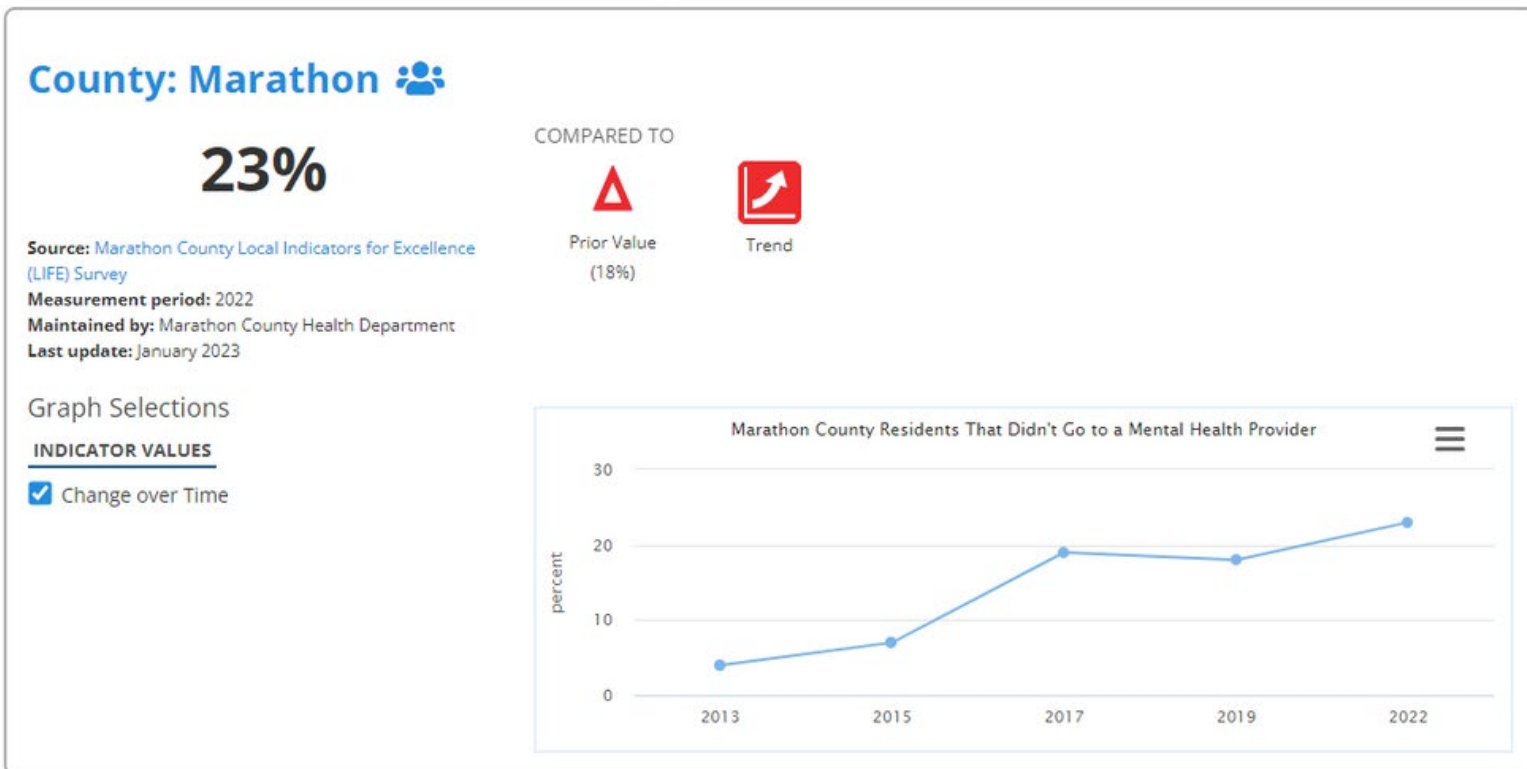 County: Marathon
23%
COMPARED TO
Prior Value
(18%)
Trend
Source: Marathon County Local Indicators for Excellence
(LIFE) Survey
Measurement period: 2022
Maintained by: Marathon County Health Department
Last update: January 2023
Graph Selections
INDICATOR VALUES
Change over Time
Marathon County Residents That Didn't Go to a Mental Health Provider
percent
30
20
10
0
2013 2015 2017 2019 2022